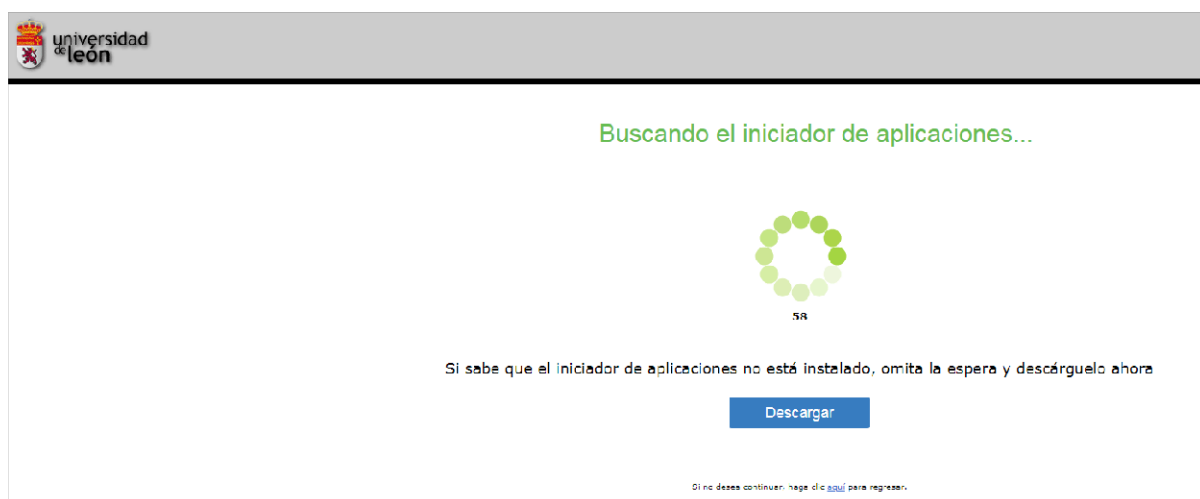 universidad
de león
Buscando el iniciador de aplicaciones...
58
Si sabe que el iniciador de aplicaciones no está instalado, omita la espera y descárguelo ahora
Descargar
Si no desea continuar, haga clic aquí para regresar.